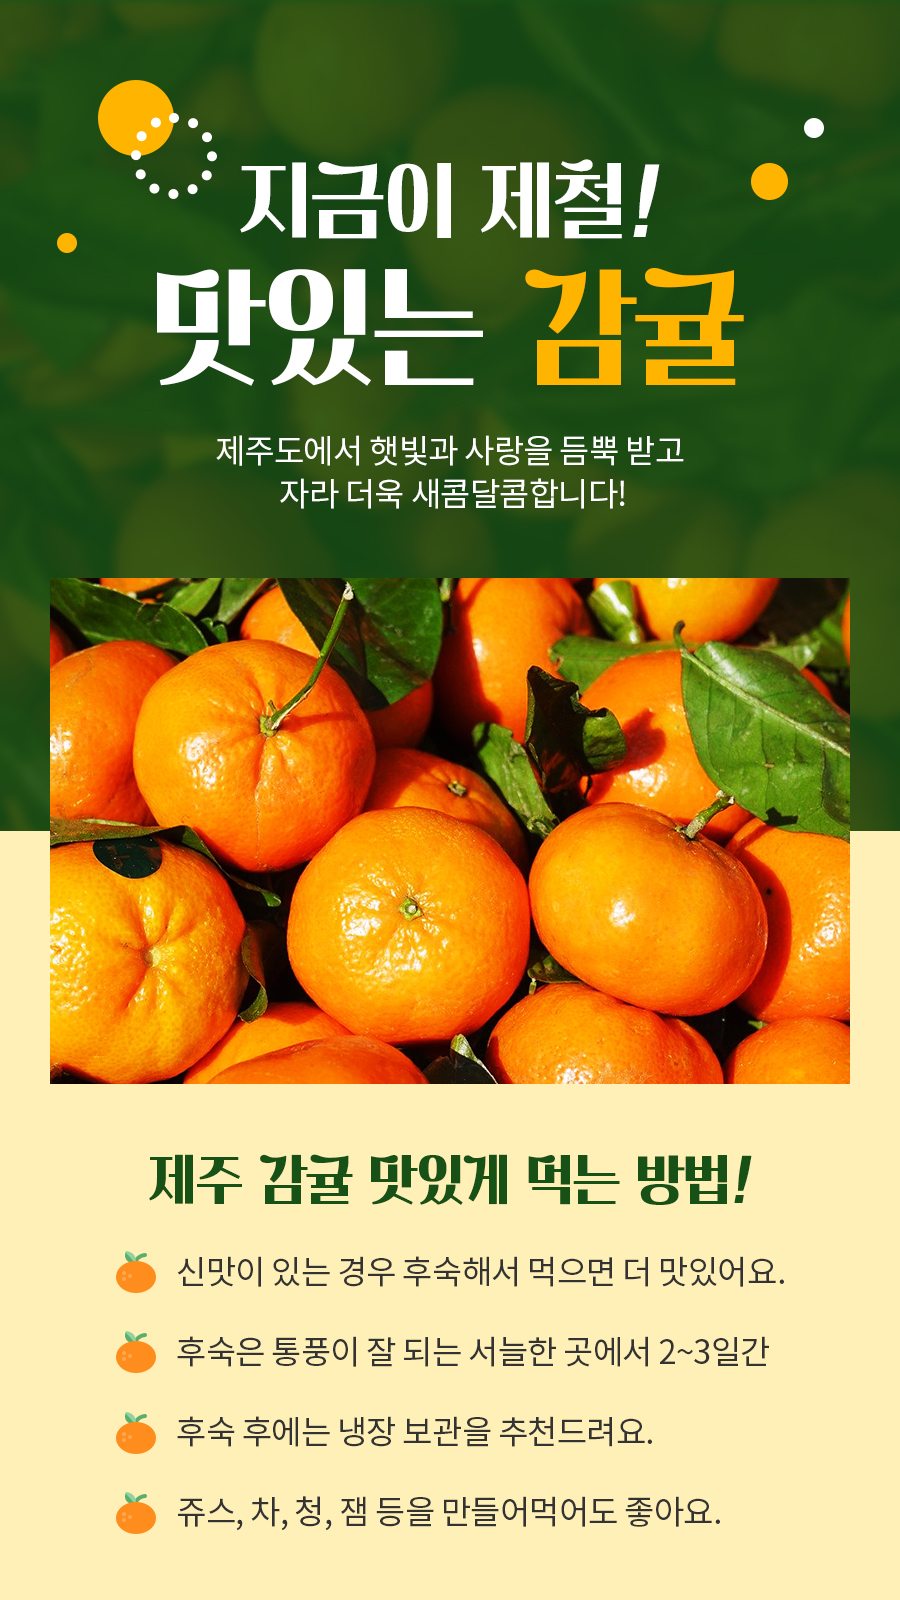 지금이 제철!
맛있는 감귤
제주도에서 햇빛과 사랑을 듬뿍 받고
자라 더욱 새콤달콤합니다!
제주 감귤 맛있게 먹는 방법!
신맛이 있는 경우 후숙해서 먹으면 더 맛있어요.
후숙은 통풍이 잘 되는 서늘한 곳에서 2~3일간
후숙 후에는 냉장 보관을 추천드려요.
쥬스, 차, 청, 잼 등을 만들어먹어도 좋아요.